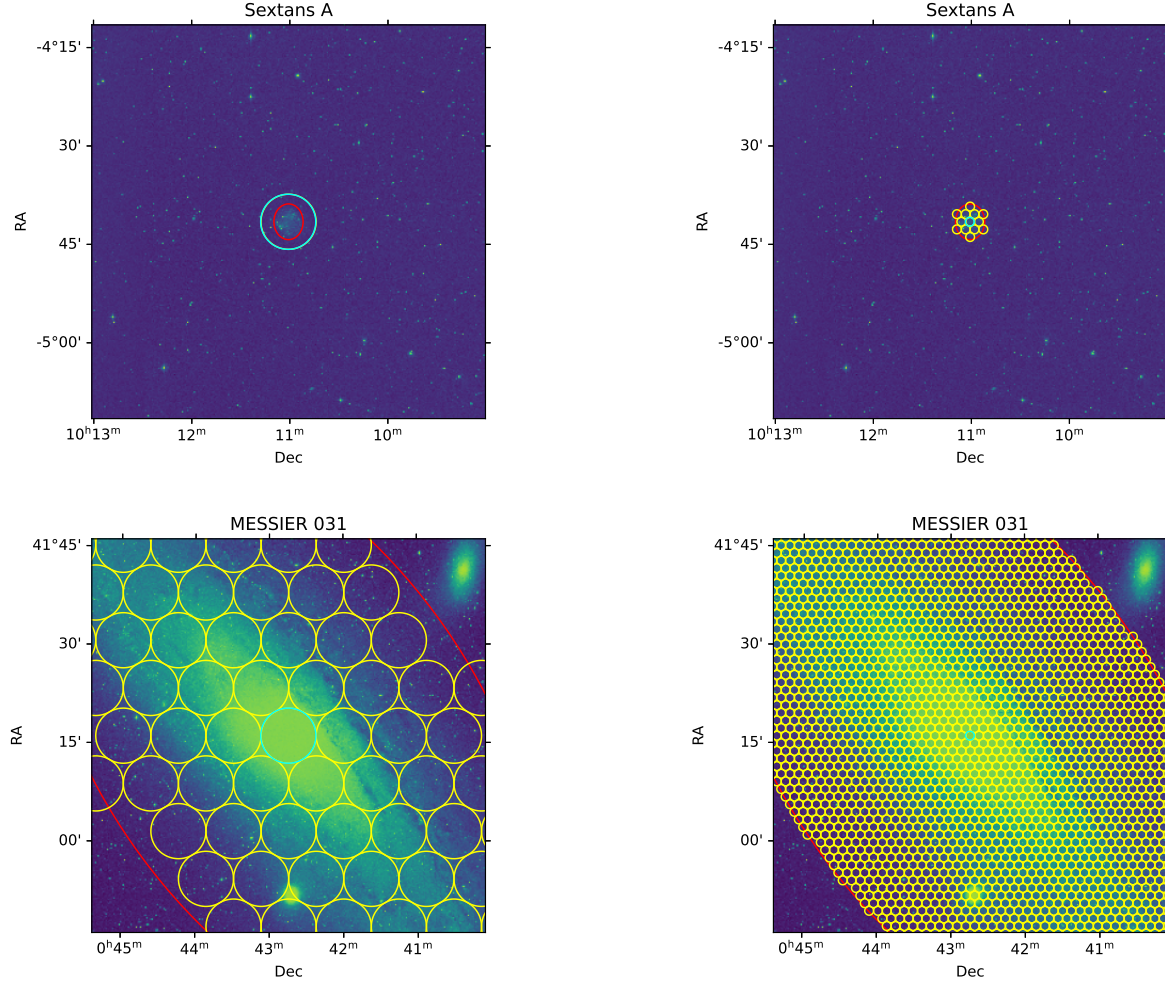 Sextans A
-4°15'
30'
45'
-5°00'
RA
10ʰ13ᵐ
12ᵐ
11ᵐ
10ᵐ
Dec
Sextans A
-4°15'
30'
45'
-5°00'
RA
10ʰ13ᵐ
12ᵐ
11ᵐ
10ᵐ
Dec
MESSIER 031
41°45'
30'
15'
00'
RA
0ʰ45ᵐ
44ᵐ
43ᵐ
42ᵐ
41ᵐ
Dec
MESSIER 031
41°45'
30'
15'
00'
RA
0ʰ45ᵐ
44ᵐ
43ᵐ
42ᵐ
41ᵐ
Dec